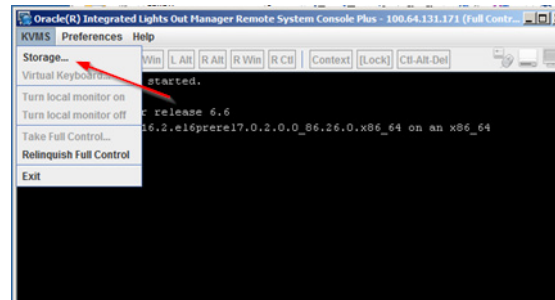 Oracle(R) Integrated Lights Out Manager Remote System Console Plus - 100.64.131.171 (Full Contr...
KVMS Preferences Help
Win L Alt R Alt R Win R Ctl Context [Lock] Ctl-Alt-Del
Storage...
Virtual Keyboard...
started.
Turn local monitor on
Turn local monitor off
r release 6.6
16.2.el6prerel7.0.2.0.0_86.26.0.x86_64 on an x86_64
Take Full Control...
Relinquish Full Control
Exit